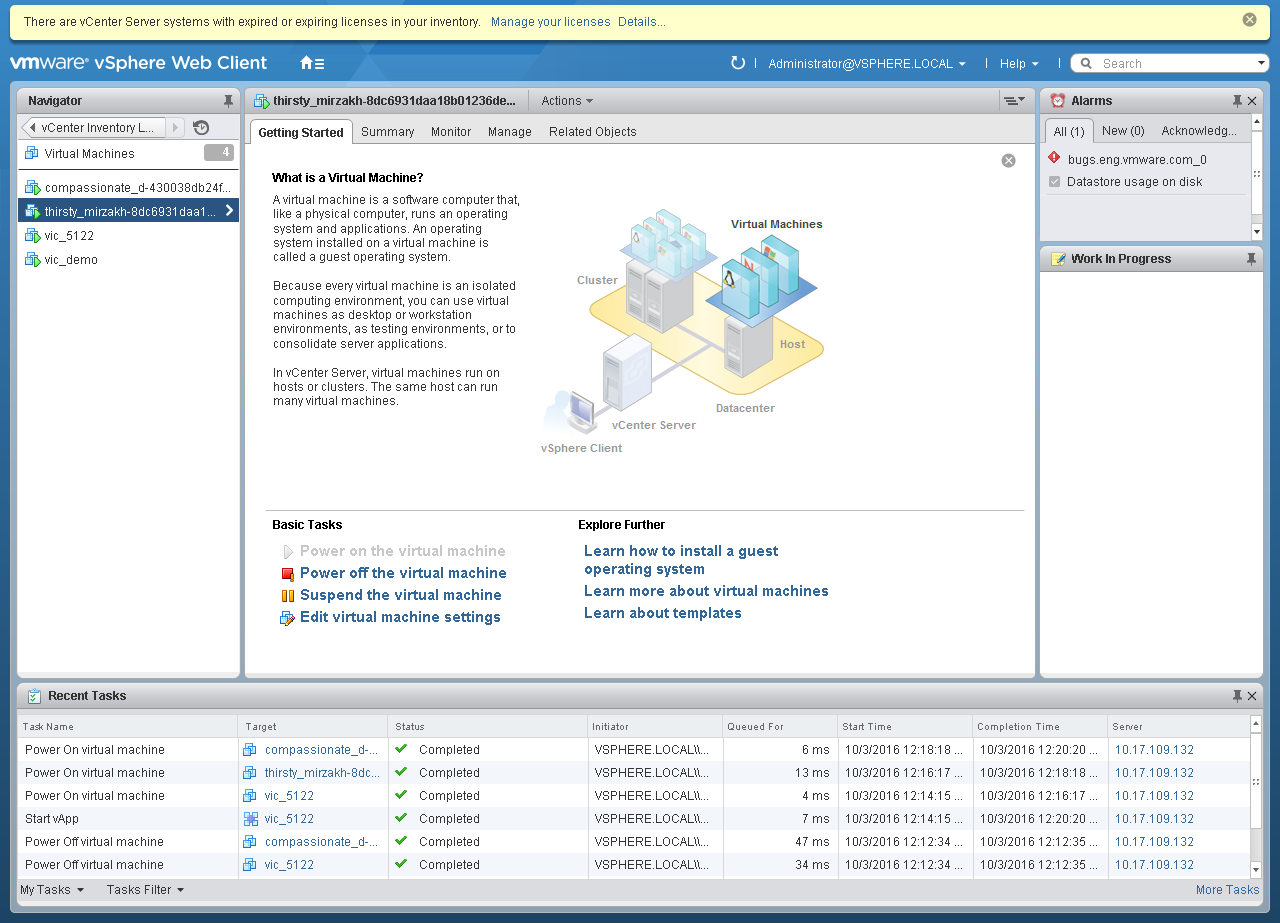 There are vCenter Server systems with expired or expiring licenses in your inventory. Manage your licenses Details...
vmware® vSphere Web Client
Administrator@VSPHERE.LOCAL
Help
Search
Navigator
vCenter Inventory L...
Virtual Machines 4
compassionate_d-430038db24f...
thirsty_mirzakh-8dc6931daa1...
vic_5122
vic_demo
thirsty_mirzakh-8dc6931daa18b01236de... Actions
Getting Started Summary Monitor Manage Related Objects
What is a Virtual Machine?
A virtual machine is a software computer that,
like a physical computer, runs an operating
system and applications. An operating
system installed on a virtual machine is
called a guest operating system.
Because every virtual machine is an isolated
computing environment, you can use virtual
machines as desktop or workstation
environments, as testing environments, or to
consolidate server applications.
In vCenter Server, virtual machines run on
hosts or clusters. The same host can run
many virtual machines.
Virtual Machines
Cluster
Host
Datacenter
vCenter Server
vSphere Client
Basic Tasks
Power on the virtual machine
Power off the virtual machine
Suspend the virtual machine
Edit virtual machine settings
Explore Further
Learn how to install a guest
operating system
Learn more about virtual machines
Learn about templates
Alarms
All (1) New (0) Acknowledg...
bugs.eng.vmware.com_0
Datastore usage on disk
Work In Progress
Recent Tasks
Task Name Target Status Initiator Queued For Start Time Completion Time Server
Power On virtual machine compassionate_d-... Completed VSPHERE.LOCAL\\... 6 ms 10/3/2016 12:18:18 ... 10/3/2016 12:20:20 ... 10.17.109.132
Power On virtual machine thirsty_mirzakh-8dc... Completed VSPHERE.LOCAL\\... 13 ms 10/3/2016 12:16:17 ... 10/3/2016 12:18:18 ... 10.17.109.132
Power On virtual machine vic_5122 Completed VSPHERE.LOCAL\\... 4 ms 10/3/2016 12:14:15 ... 10/3/2016 12:16:17 ... 10.17.109.132
Start vApp vic_5122 Completed VSPHERE.LOCAL\\... 7 ms 10/3/2016 12:14:15 ... 10/3/2016 12:20:20 ... 10.17.109.132
Power Off virtual machine compassionate_d-... Completed VSPHERE.LOCAL\\... 47 ms 10/3/2016 12:12:34 ... 10/3/2016 12:12:35 ... 10.17.109.132
Power Off virtual machine vic_5122 Completed VSPHERE.LOCAL\\... 34 ms 10/3/2016 12:12:34 ... 10/3/2016 12:12:35 ... 10.17.109.132
My Tasks Tasks Filter More Tasks